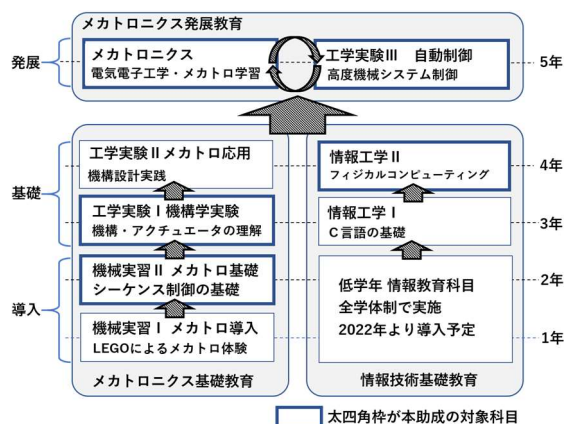 メカトロニクス発展教育
発展
メカトロニクス
電気電子工学・メカトロ学習
工学実験Ⅲ 自動制御
高度機械システム制御
5年
基礎
工学実験Ⅱメカトロ応用
機構設計実践
情報工学Ⅱ
フィジカルコンピューティング
4年
工学実験Ⅰ機構学実験
機構・アクチュエータの理解
情報工学Ⅰ
C言語の基礎
3年
導入
機械実習Ⅱ メカトロ基礎
シーケンス制御の基礎
低学年 情報教育科目
全学体制で実施
2022年より導入予定
2年
機械実習Ⅰ メカトロ導入
LEGOによるメカトロ体験
1年
メカトロニクス基礎教育
情報技術基礎教育
太四角枠が本助成の対象科目